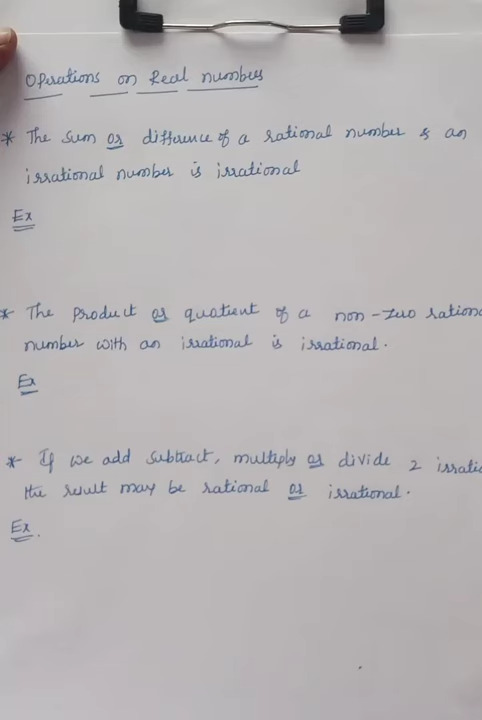 Operations on Real numbers
* The Sum or difference of a rational number & an
irrational number is irrational
Ex
* The Product or quotient of a non-zero
number with an irrational is irrational.
Ex
* If we add subtract, multiply or divide 2
the result may be rational or irrational.
Ex.